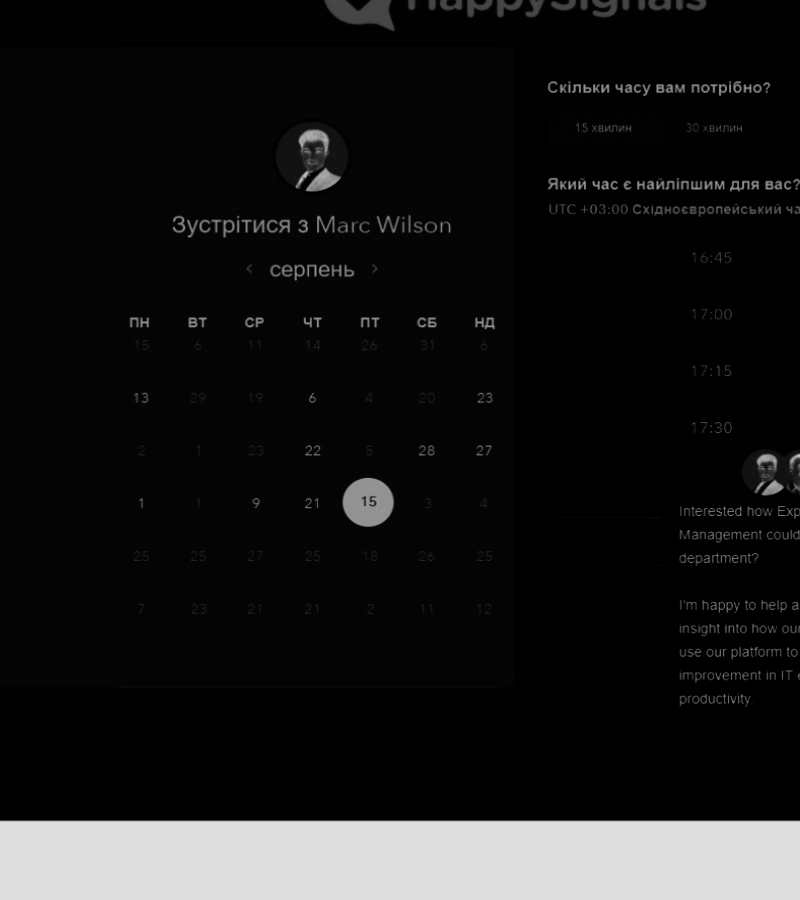 HappySignals
Зустрітися з Marc Wilson
серпень
ПН ВТ СР ЧТ ПТ СБ НД
15 6 11 14 26 31 6
13 29 19 6 4 20 23
2 1 23 22 5 28 27
1 1 9 21 15 3 4
25 25 27 25 18 26 25
7 23 21 21 2 11 12
Скільки часу вам потрібно?
15 хвилин 30 хвилин
Який час є найліпшим для вас?
UTC +03:00 Східноєвропейський ча
16:45
17:00
17:15
17:30
Interested how Exp
Management could
department?
I'm happy to help a
insight into how our
use our platform to
improvement in IT e
productivity.